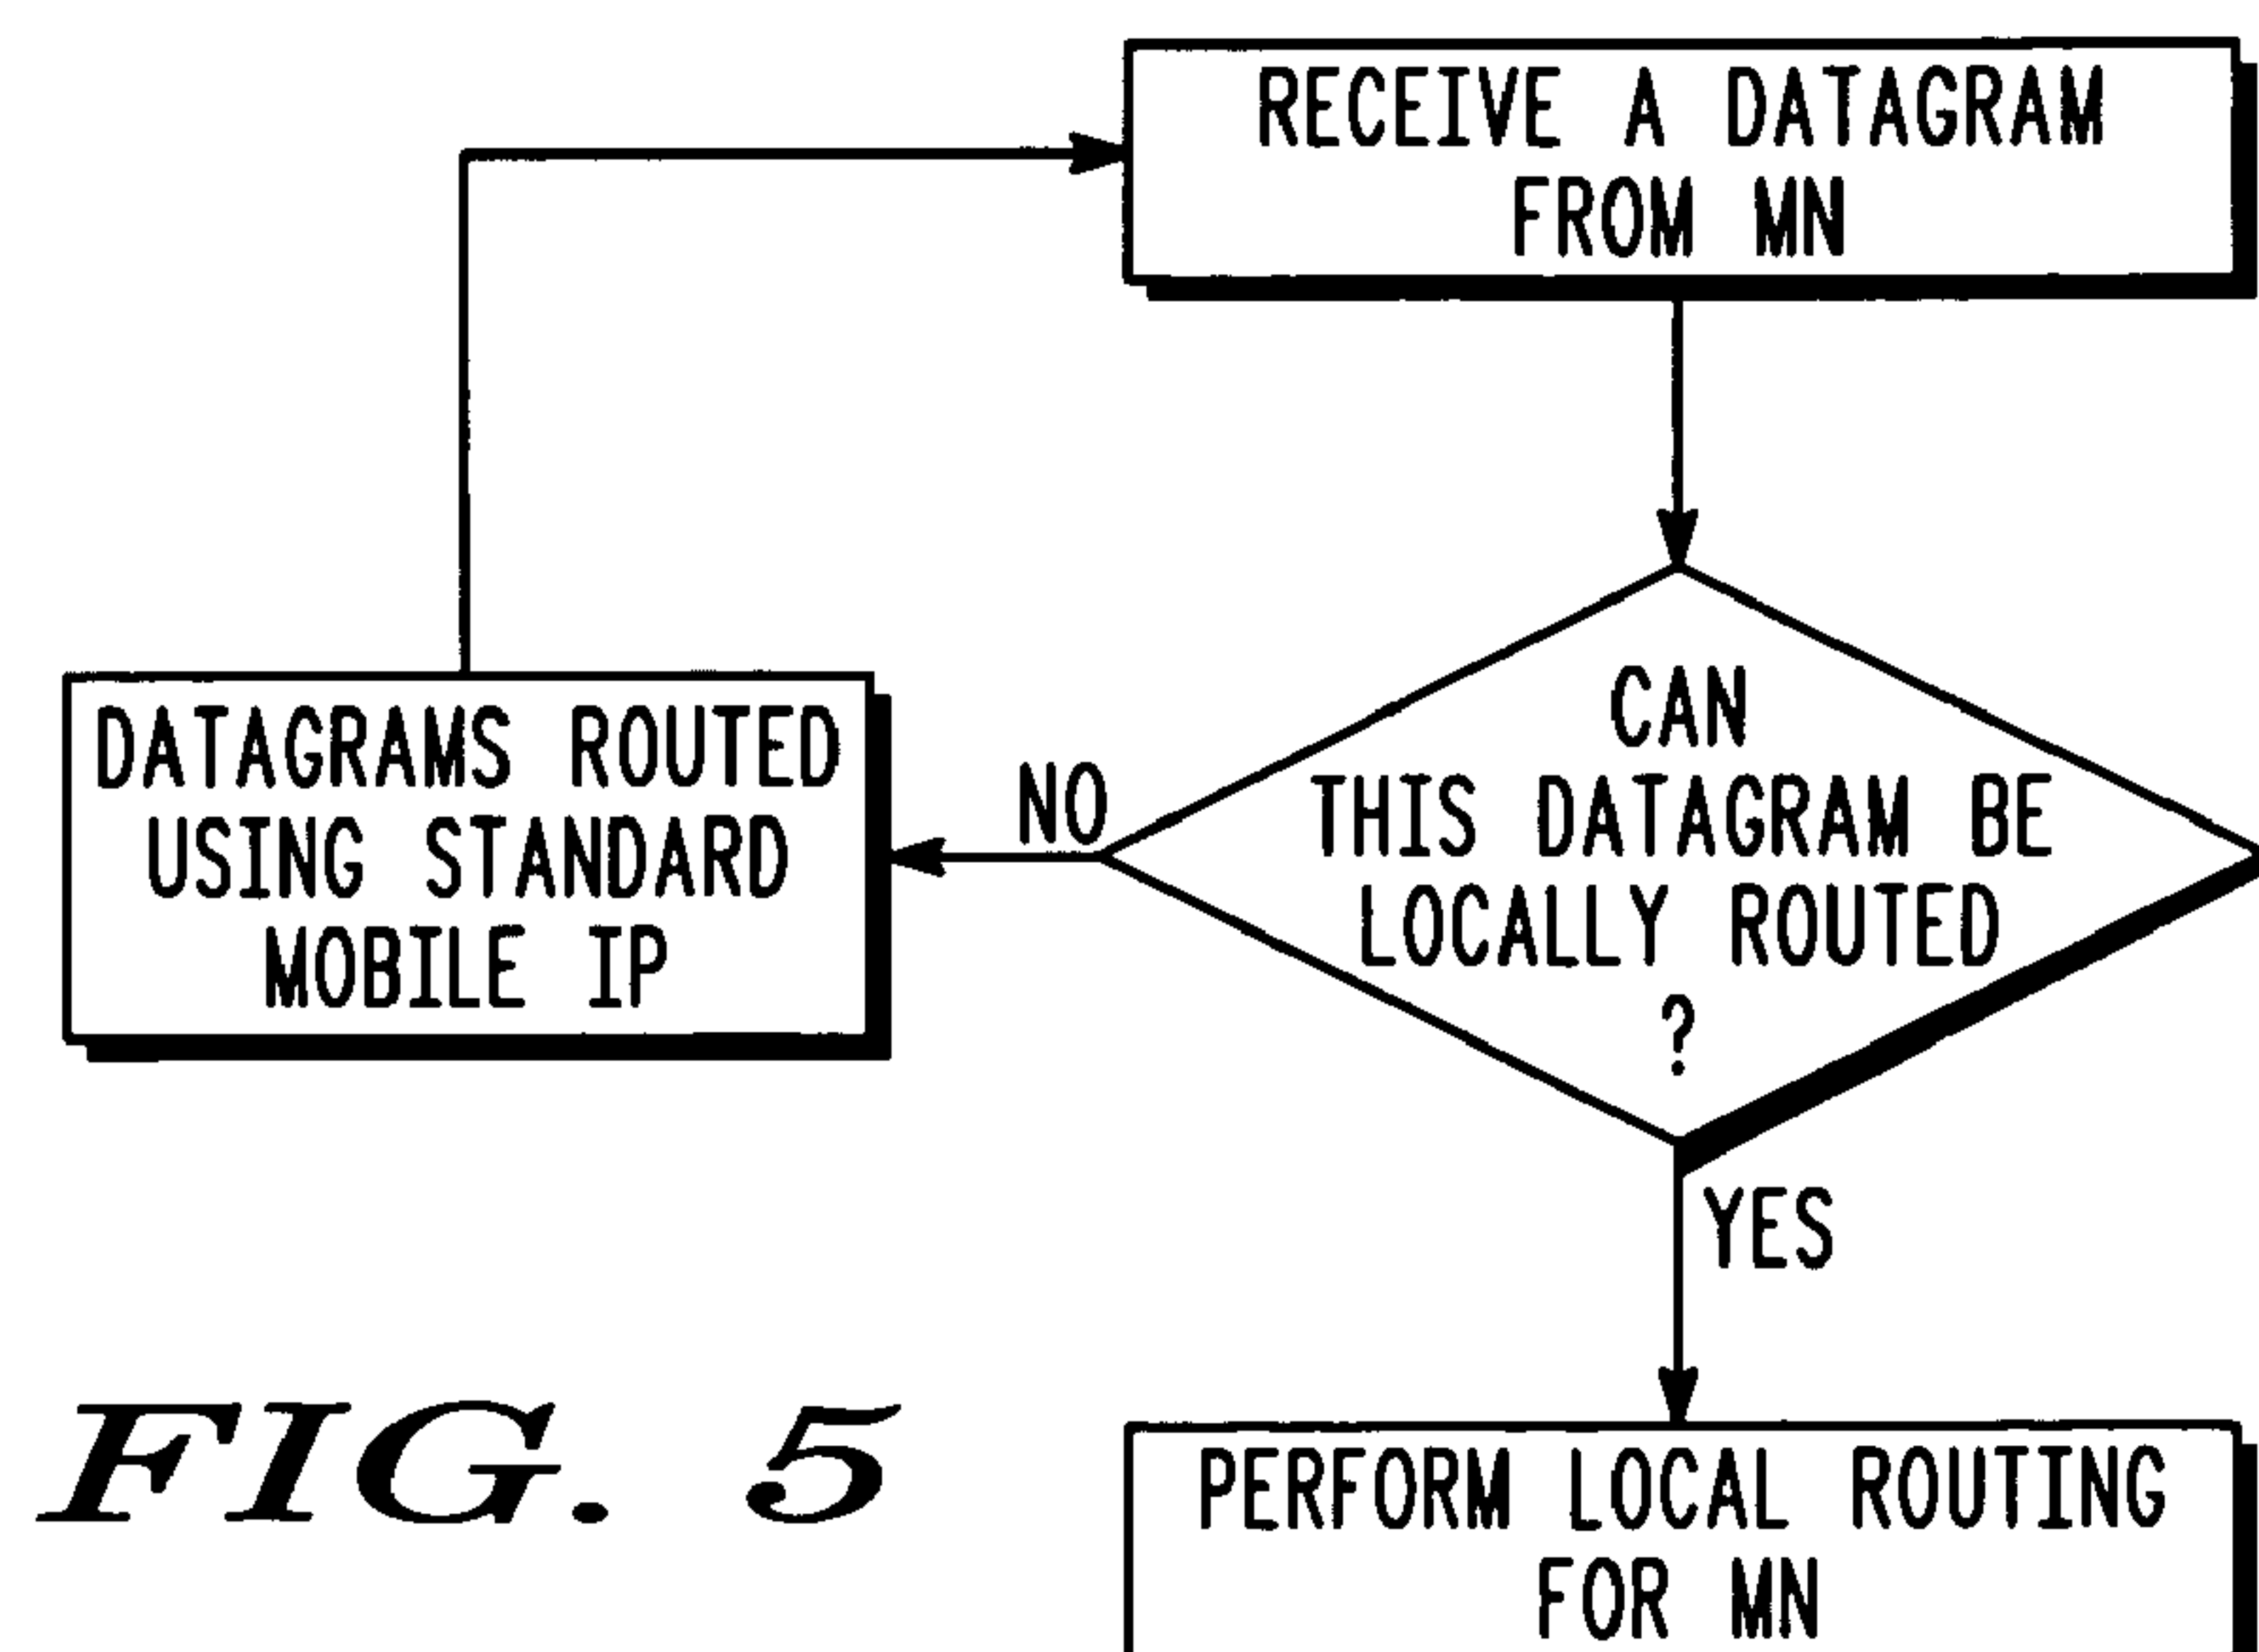 RECEIVE A DATAGRAM
FROM MN
CAN
THIS DATAGRAM BE
LOCALLY ROUTED
?
NO
DATAGRAMS ROUTED
USING STANDARD
MOBILE IP
YES
PERFORM LOCAL ROUTING
FOR MN
FIG. 5